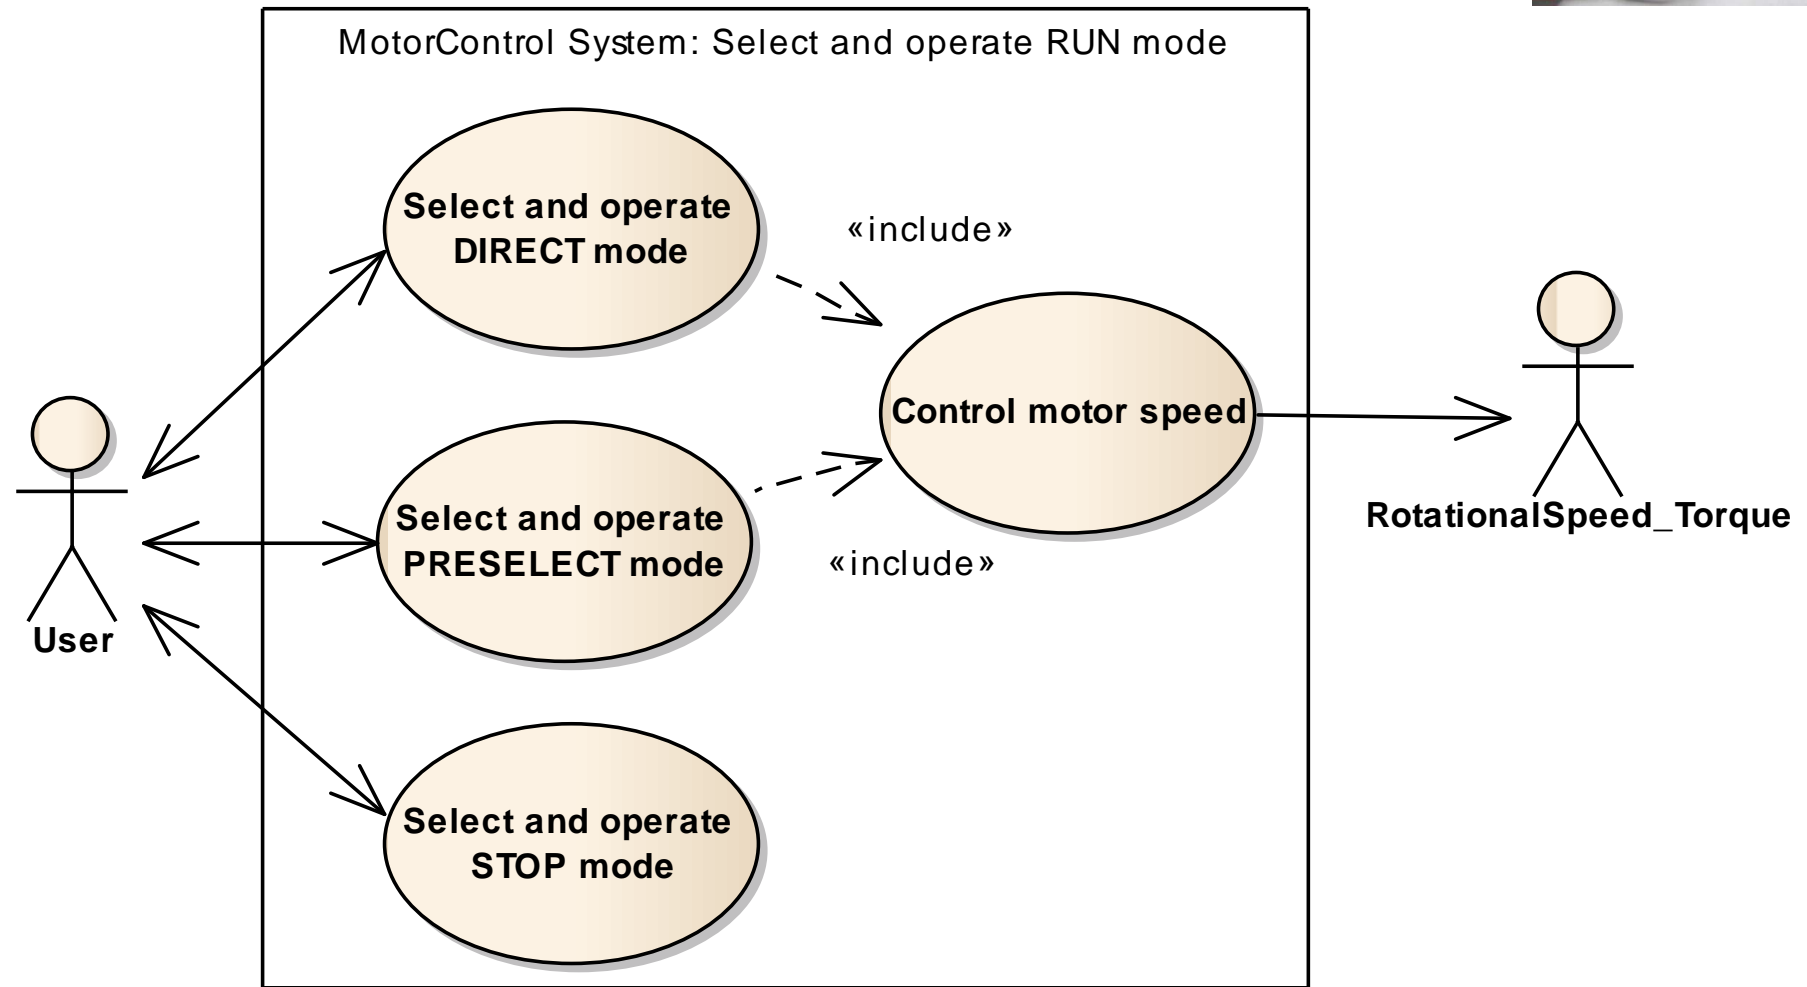 MotorControl System: Select and operate RUN mode
Select and operate
DIRECT mode
«include»
Control motor speed
Select and operate
PRESELECT mode
«include»
RotationalSpeed_Torque
User
Select and operate
STOP mode